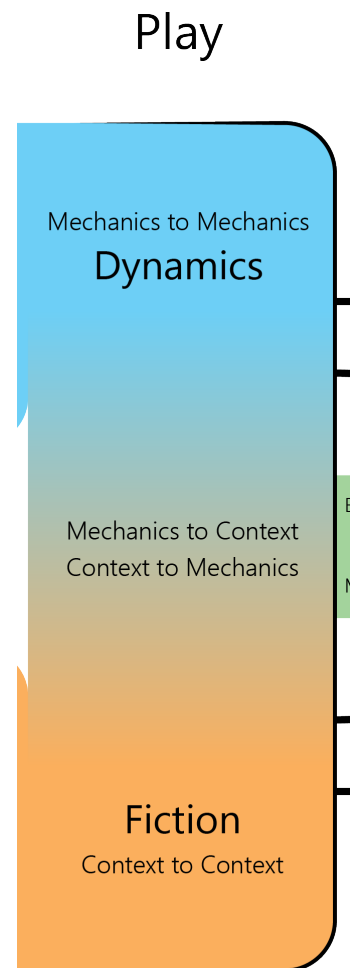 Play
Mechanics to Mechanics
Dynamics
Mechanics to Context
Context to Mechanics
Fiction
Context to Context